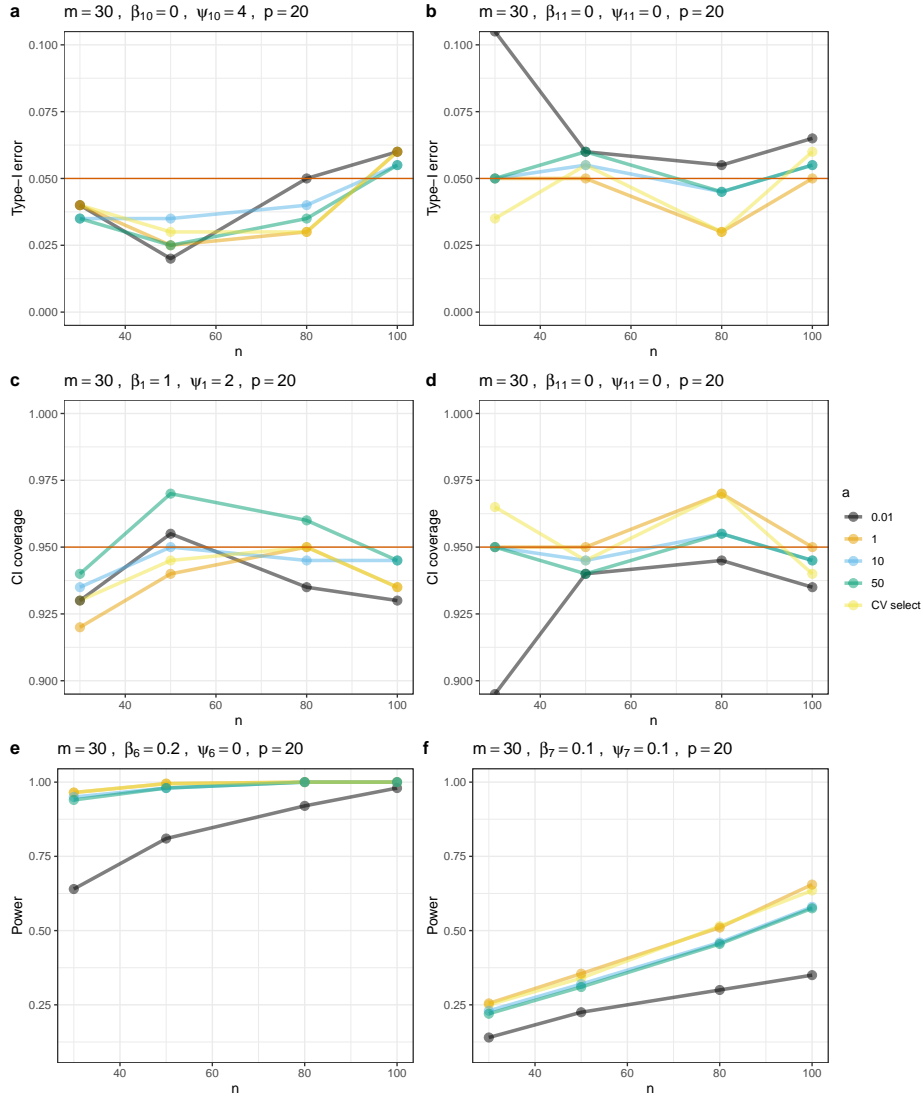 a m = 30 , β₁₀ = 0 , ψ₁₀ = 4 , p = 20
0.100
0.075
0.050
0.025
0.000
Type−I error
40 60 80 100
n
b m = 30 , β₁₁ = 0 , ψ₁₁ = 0 , p = 20
0.100
0.075
0.050
0.025
0.000
Type−I error
40 60 80 100
n
c m = 30 , β₁ = 1 , ψ₁ = 2 , p = 20
1.000
0.975
0.950
0.925
0.900
CI coverage
40 60 80 100
n
d m = 30 , β₁₁ = 0 , ψ₁₁ = 0 , p = 20
1.000
0.975
0.950
0.925
0.900
CI coverage
40 60 80 100
n
a
0.01
1
10
50
CV select
e m = 30 , β₆ = 0.2 , ψ₆ = 0 , p = 20
1.00
0.75
0.50
0.25
Power
40 60 80 100
n
f m = 30 , β₇ = 0.1 , ψ₇ = 0.1 , p = 20
1.00
0.75
0.50
0.25
Power
40 60 80 100
n